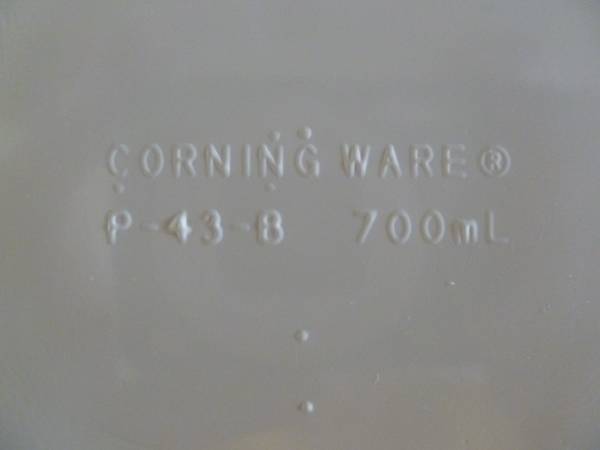 CORNING WARE®
P-43-B 700mL